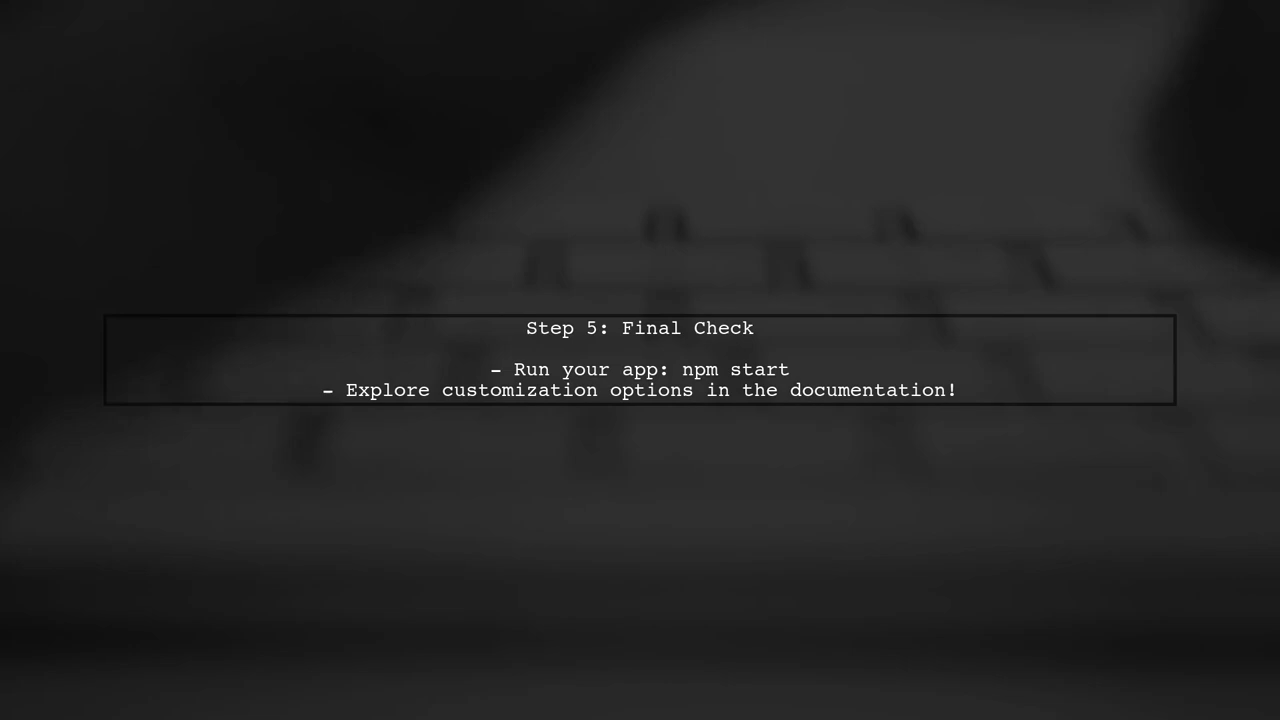 Step 5: Final Check
- Run your app: npm start
- Explore customization options in the documentation!